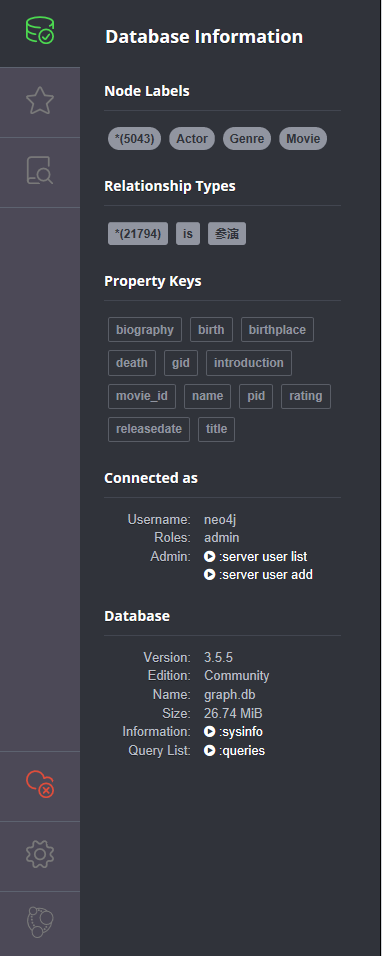 Database Information
Node Labels
*(5043) Actor Genre Movie
Relationship Types
*(21794) is 参演
Property Keys
biography birth birthplace
death gid introduction
movie_id name pid rating
releasedate title
Connected as
Username: neo4j
Roles: admin
Admin: :server user list
:server user add
Database
Version: 3.5.5
Edition: Community
Name: graph.db
Size: 26.74 MiB
Information: :sysinfo
Query List: :queries